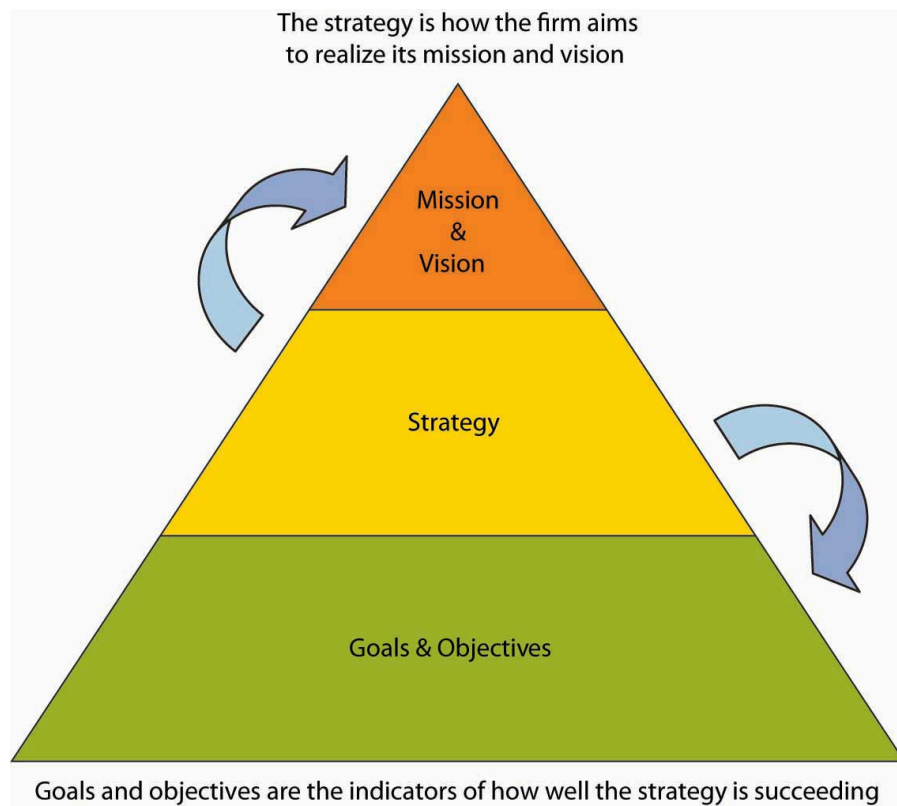 The strategy is how the firm aims
to realize its mission and vision
Mission
&
Vision
Strategy
Goals & Objectives
Goals and objectives are the indicators of how well the strategy is succeeding